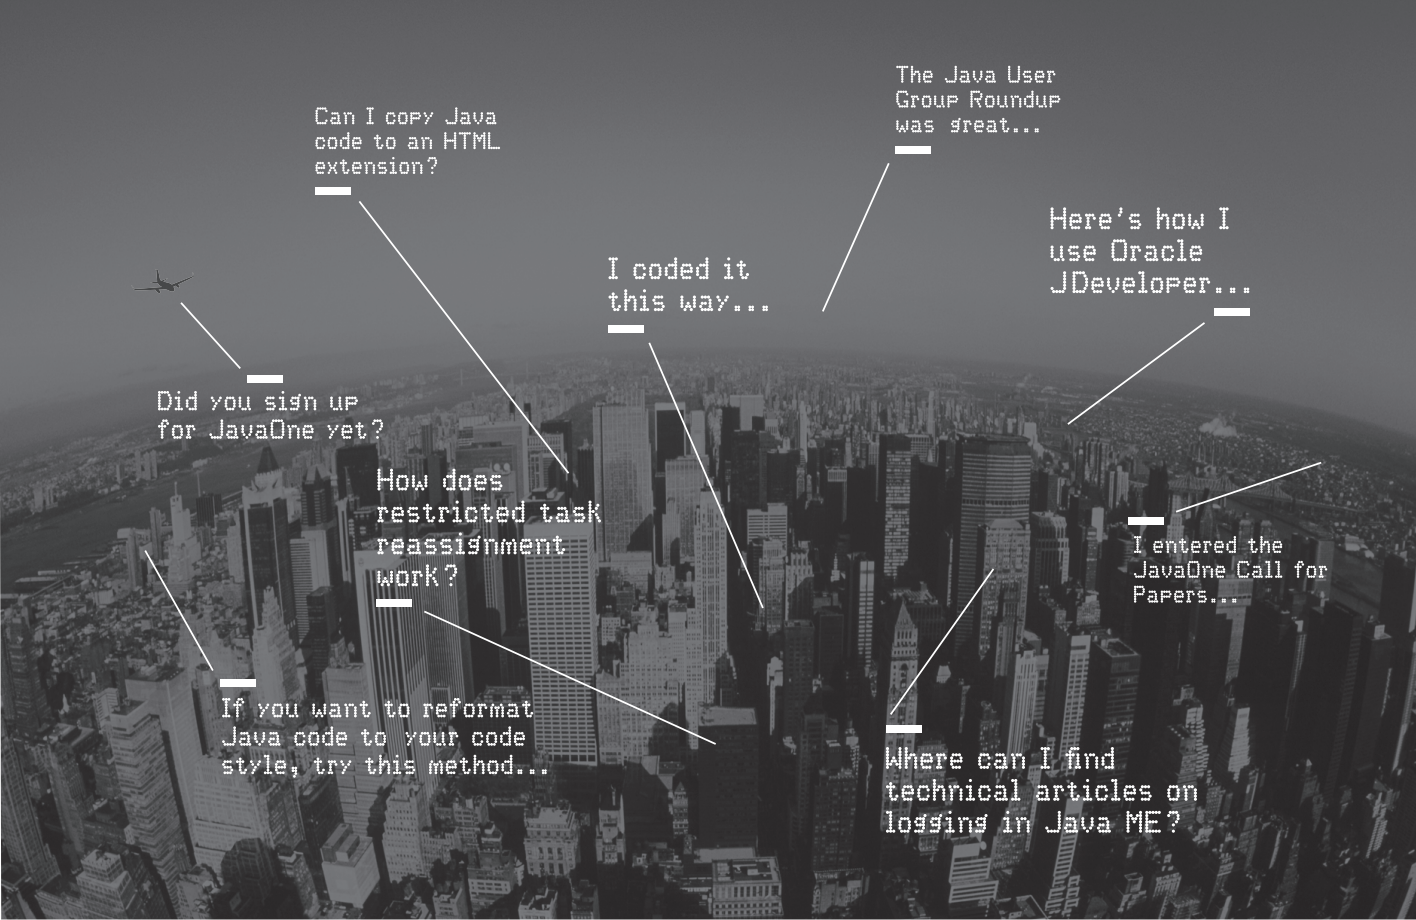 The Java User
Group Roundup
was great...
Can I copy Java
code to an HTML
extension?
Here's how I
use Oracle
JDeveloper...
I coded it
this way...
Did you sign up
for JavaOne yet?
How does
restricted task
reassignment
work?
I entered the
JavaOne Call for
Papers...
If you want to reformat
Java code to your code
style, try this method...
Where can I find
technical articles on
logging in Java ME?